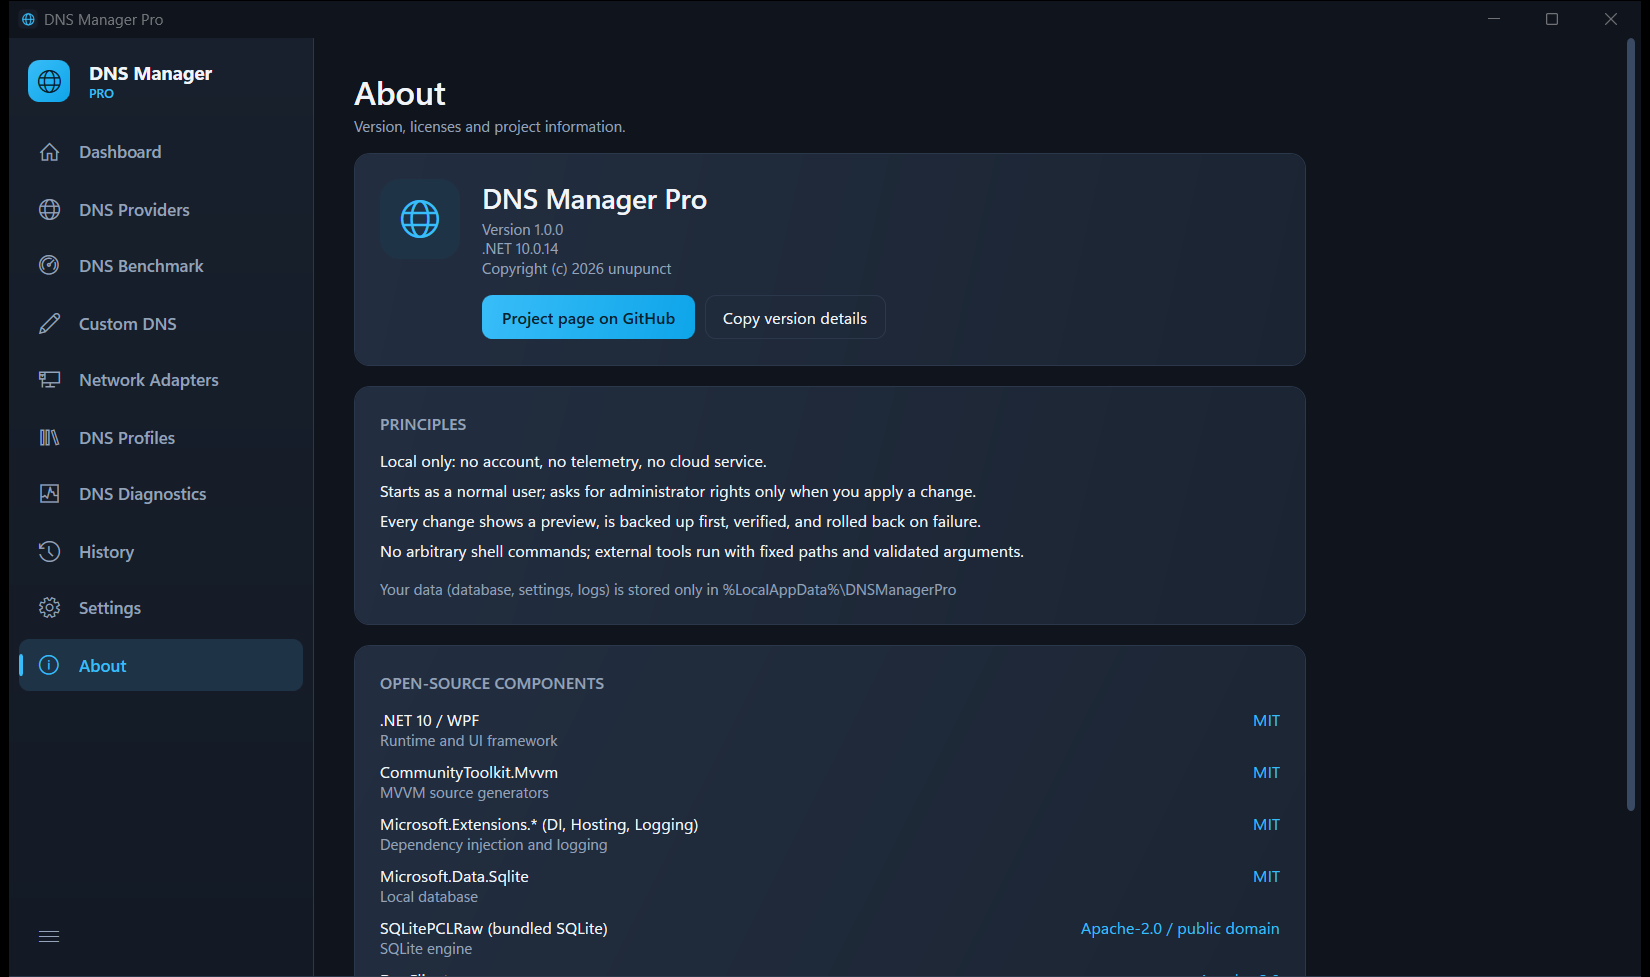 DNS Manager Pro
DNS Manager
PRO
Dashboard
DNS Providers
DNS Benchmark
Custom DNS
Network Adapters
DNS Profiles
DNS Diagnostics
History
Settings
About
About
Version, licenses and project information.
DNS Manager Pro
Version 1.0.0
.NET 10.0.14
Copyright (c) 2026 unupunct
Project page on GitHub
Copy version details
PRINCIPLES
Local only: no account, no telemetry, no cloud service.
Starts as a normal user; asks for administrator rights only when you apply a change.
Every change shows a preview, is backed up first, verified, and rolled back on failure.
No arbitrary shell commands; external tools run with fixed paths and validated arguments.
Your data (database, settings, logs) is stored only in %LocalAppData%\DNSManagerPro
OPEN-SOURCE COMPONENTS
.NET 10 / WPF MIT
Runtime and UI framework
CommunityToolkit.Mvvm MIT
MVVM source generators
Microsoft.Extensions.* (DI, Hosting, Logging) MIT
Dependency injection and logging
Microsoft.Data.Sqlite MIT
Local database
SQLitePCLRaw (bundled SQLite) Apache-2.0 / public domain
SQLite engine